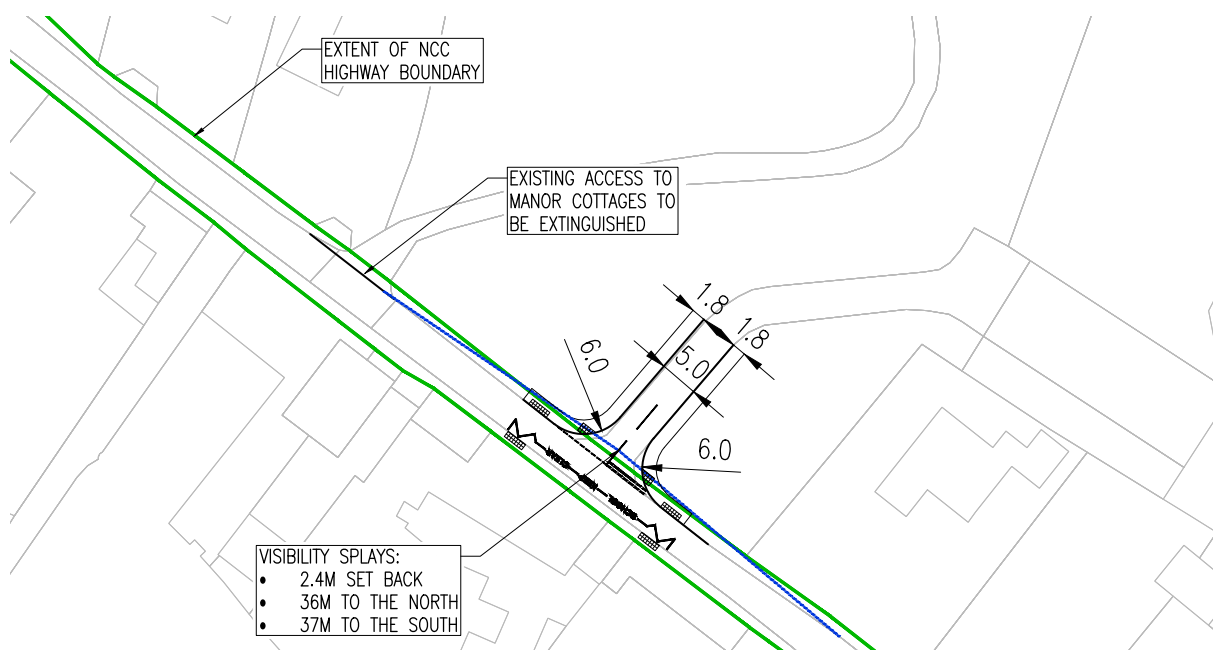 EXTENT OF NCC
HIGHWAY BOUNDARY
EXISTING ACCESS TO
MANOR COTTAGES TO
BE EXTINGUISHED
1.8
1.8
6.0
5.0
6.0
VISIBILITY SPLAYS:
• 2.4M SET BACK
• 36M TO THE NORTH
• 37M TO THE SOUTH